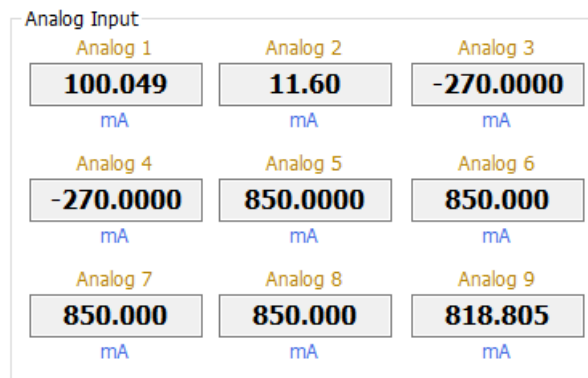 Analog Input
Analog 1 Analog 2 Analog 3
100.049 11.60 -270.0000
mA mA mA
Analog 4 Analog 5 Analog 6
-270.0000 850.0000 850.000
mA mA mA
Analog 7 Analog 8 Analog 9
850.000 850.000 818.805
mA mA mA